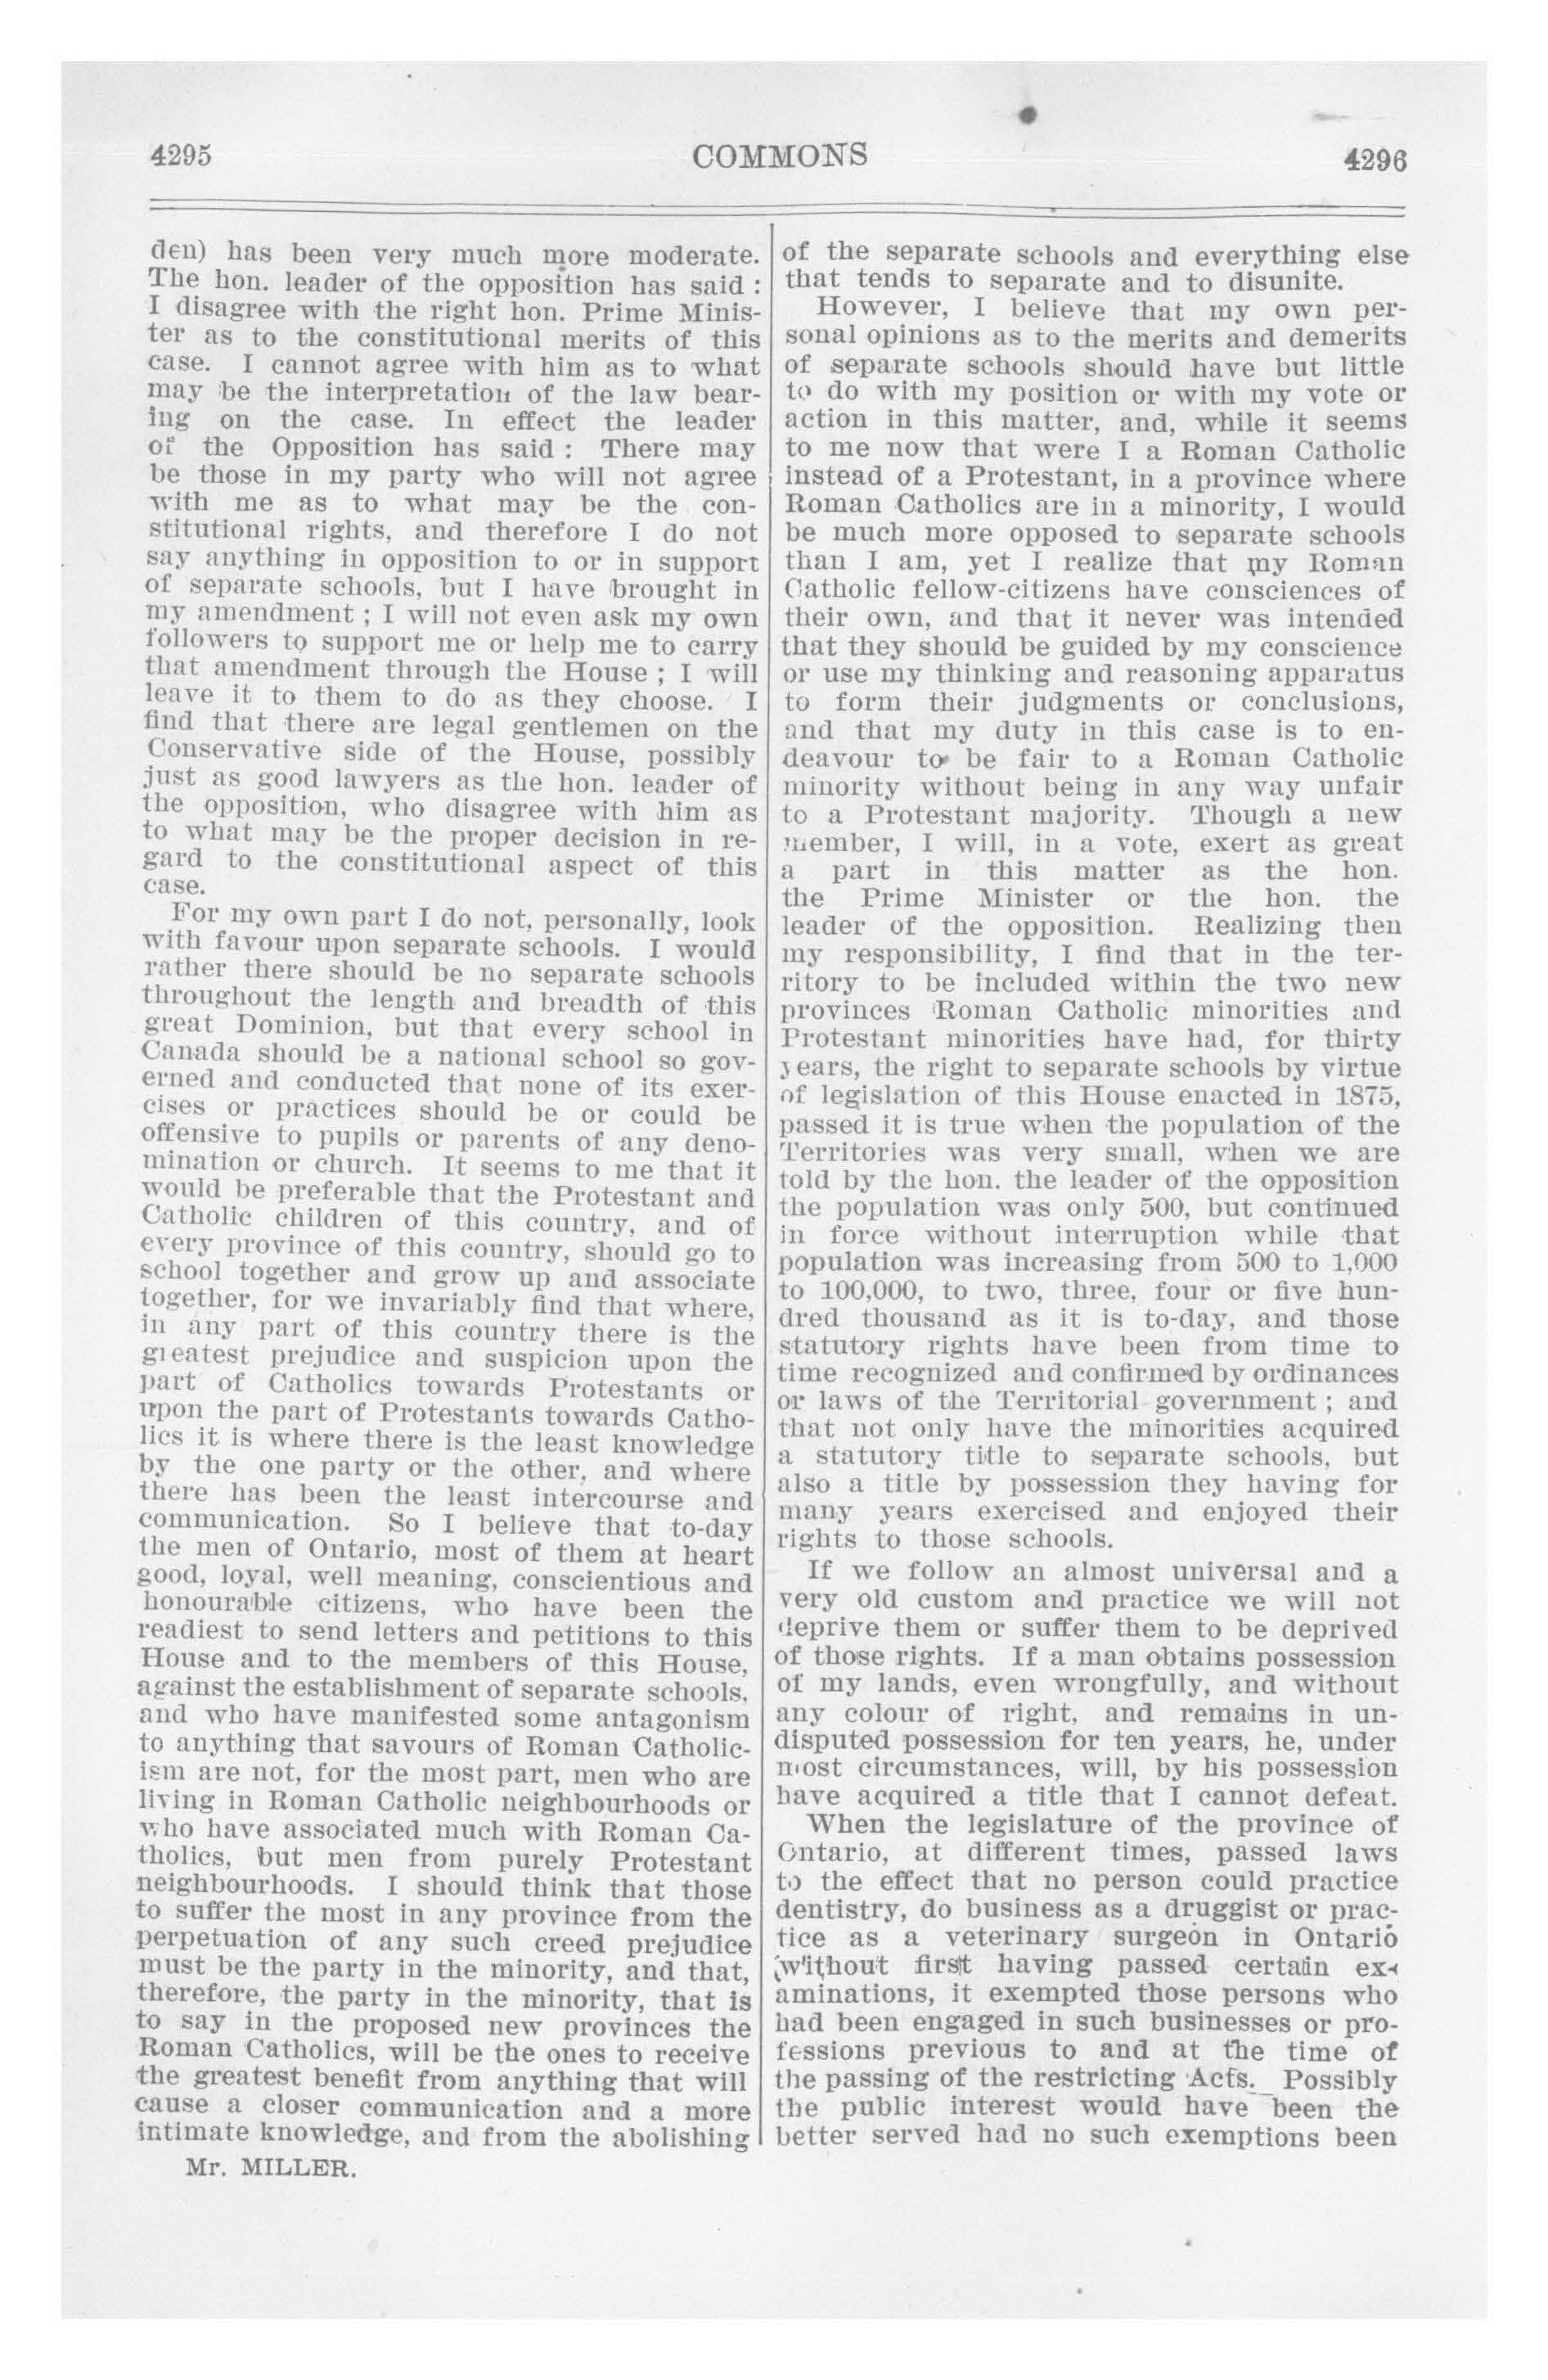 4295
COMMONS
4296
den) has been very much more moderate.
The hon. leader of the opposition has said :
I disagree with the right hon. Prime Minis-
ter as to the constitutional merits of this
case. I cannot agree with him as to what
may be the interpretation of the law bear-
ing on the case. In effect the leader
of the Opposition has said : There may
be those in my party who will not agree
with me as to what may be the con-
stitutional rights, and therefore I do not
say anything in opposition to or in support
of separate schools, but I have brought in
my amendment ; I will not even ask my own
followers to support me or help me to carry
that amendment through the House ; I will
leave it to them to do as they choose. I
find that there are legal gentlemen on the
Conservative side of the House, possibly
just as good lawyers as the hon. leader of
the opposition, who disagree with him as
to what may be the proper decision in re-
gard to the constitutional aspect of this
case.
For my own part I do not, personally, look
with favour upon separate schools. I would
rather there should be no separate schools
throughout the length and breadth of this
great Dominion, but that every school in
Canada should be a national school so gov-
erned and conducted that none of its exer-
cises or practices should be or could be
offensive to pupils or parents of any deno-
mination or church. It seems to me that it
would be preferable that the Protestant and
Catholic children of this country, and of
every province of this country, should go to
school together and grow up and associate
together, for we invariably find that where,
in any part of this country there is the
greatest prejudice and suspicion upon the
part of Catholics towards Protestants or
upon the part of Protestants towards Catho-
lics it is where there is the least knowledge
by the one party or the other, and where
there has been the least intercourse and
communication. So I believe that to-day
the men of Ontario, most of them at heart
good, loyal, well meaning, conscientious and
honourable citizens, who have been the
readiest to send letters and petitions to this
House and to the members of this House,
against the establishment of separate schools,
and who have manifested some antagonism
to anything that savours of Roman Catholic-
ism are not, for the most part, men who are
living in Roman Catholic neighbourhoods or
who have associated much with Roman Ca-
tholics, but men from purely Protestant
neighbourhoods. I should think that those
to suffer the most in any province from the
perpetuation of any such creed prejudice
must be the party in the minority, and that,
therefore, the party in the minority, that is
to say in the proposed new provinces the
Roman Catholics, will be the ones to receive
the greatest benefit from anything that will
cause a closer communication and a more
intimate knowledge, and from the abolishing
Mr. MILLER.
of the separate schools and everything else
that tends to separate and to disunite.
However, I believe that my own per-
sonal opinions as to the merits and demerits
of separate schools should have but little
to do with my position or with my vote or
action in this matter, and, while it seems
to me now that were I a Roman Catholic
instead of a Protestant, in a province where
Roman Catholics are in a minority, I would
be much more opposed to separate schools
than I am, yet I realize that my Roman
Catholic fellow-citizens have consciences of
their own, and that it never was intended
that they should be guided by my conscience
or use my thinking and reasoning apparatus
to form their judgments or conclusions,
and that my duty in this case is to en-
deavour to be fair to a Roman Catholic
minority without being in any way unfair
to a Protestant majority. Though a new
member, I will, in a vote, exert as great
a part in this matter as the hon.
the Prime Minister or the hon. the
leader of the opposition. Realizing then
my responsibility, I find that in the ter-
ritory to be included within the two new
provinces Roman Catholic minorities and
Protestant minorities have had, for thirty
years, the right to separate schools by virtue
of legislation of this House enacted in 1875,
passed it is true when the population of the
Territories was very small, when we are
told by the hon. the leader of the opposition
the population was only 500, but continued
in force without interruption while that
population was increasing from 500 to 1,000
to 100,000, to two, three, four or five hun-
dred thousand as it is to-day, and those
statutory rights have been from time to
time recognized and confirmed by ordinances
or laws of the Territorial government ; and
that not only have the minorities acquired
a statutory title to separate schools, but
also a title by possession they having for
many years exercised and enjoyed their
rights to those schools.
If we follow an almost universal and a
very old custom and practice we will not
deprive them or suffer them to be deprived
of those rights. If a man obtains possession
of my lands, even wrongfully, and without
any colour of right, and remains in un-
disputed possession for ten years, he, under
most circumstances, will, by his possession
have acquired a title that I cannot defeat.
When the legislature of the province of
Ontario, at different times, passed laws
to the effect that no person could practice
dentistry, do business as a druggist or prac-
tice as a veterinary surgeon in Ontario
without first having passed certain ex-
aminations, it exempted those persons who
had been engaged in such businesses or pro-
fessions previous to and at the time of
the passing of the restricting Acts. Possibly
the public interest would have been the
better served had no such exemptions been